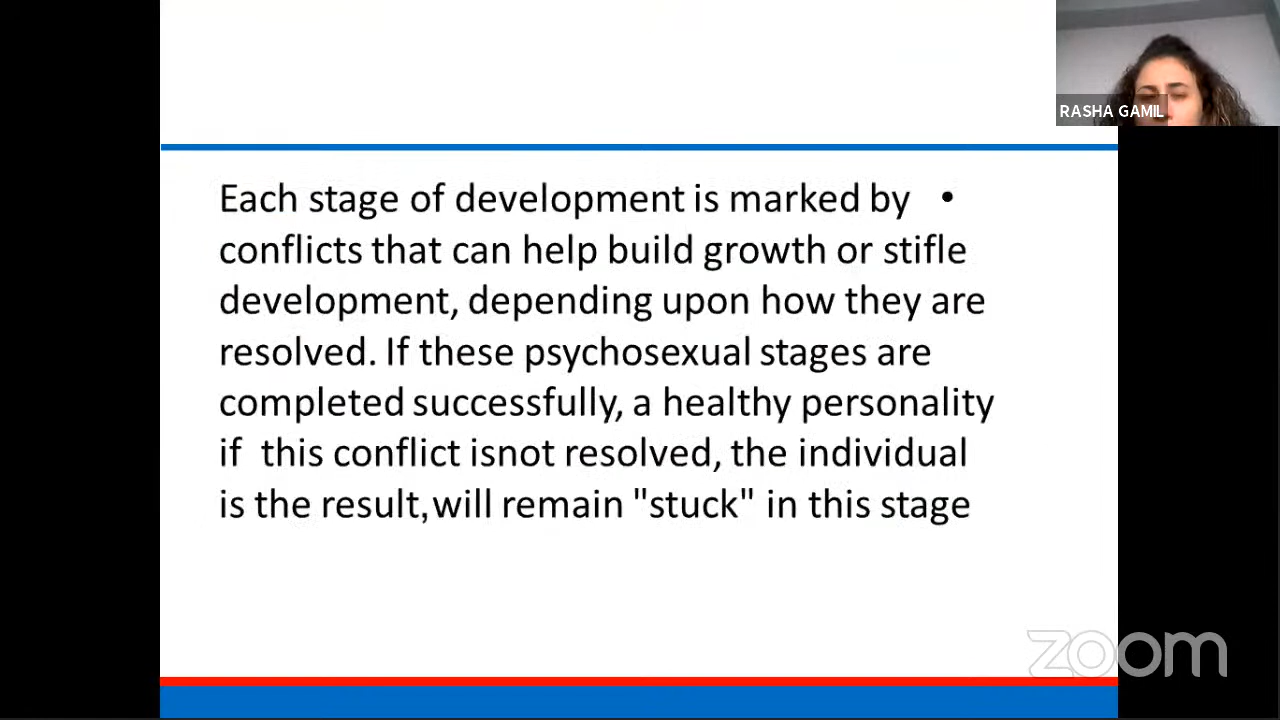 RASHA GAMIL
Each stage of development is marked by •
conflicts that can help build growth or stifle
development, depending upon how they are
resolved. If these psychosexual stages are
completed successfully, a healthy personality
if this conflict isnot resolved, the individual
is the result,will remain "stuck" in this stage
zoom